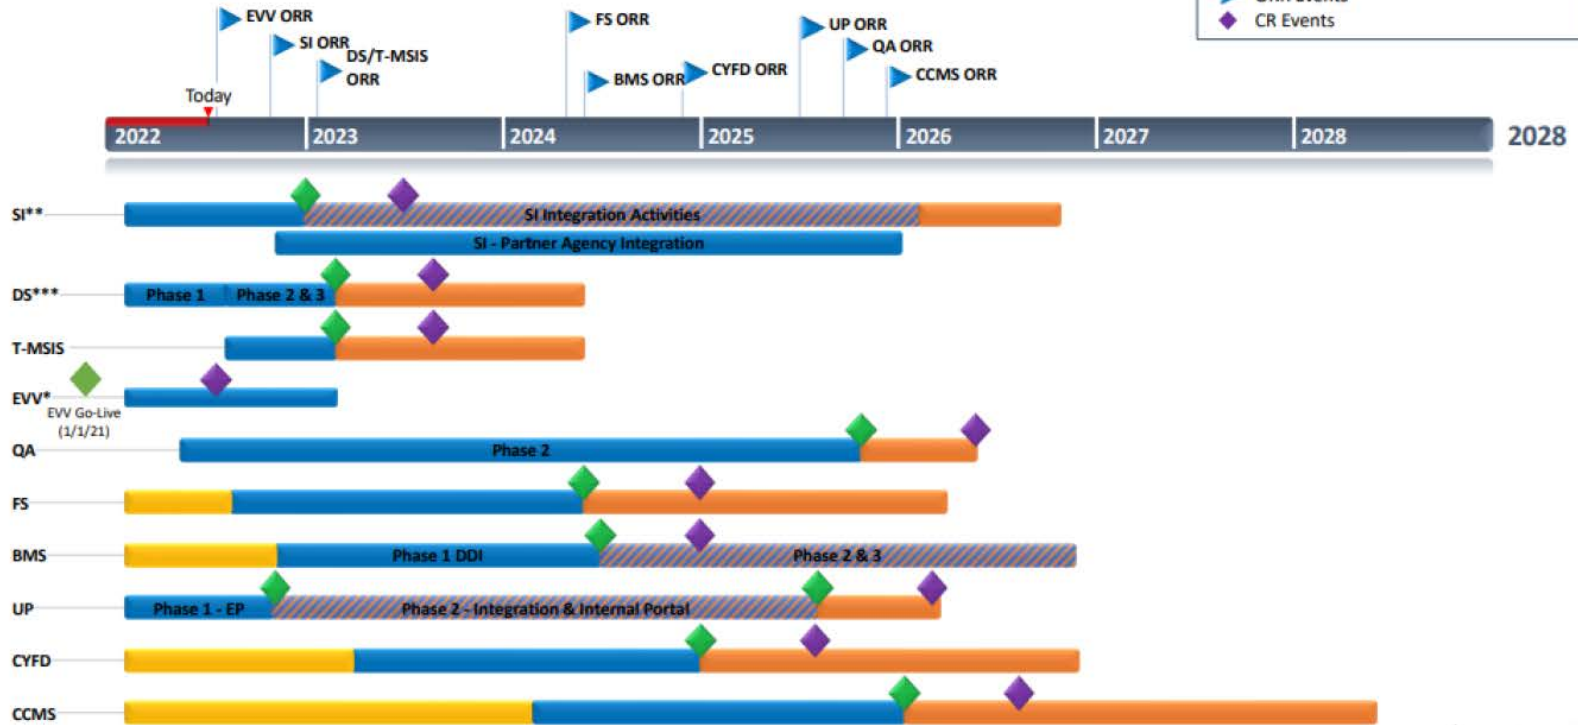 EVV ORR
SI ORR
DS/T-MSIS
ORR
FS ORR
BMS ORR
CYFD ORR
UP ORR
QA ORR
CCMS ORR
CR Events
Today
2022
2023
2024
2025
2026
2027
2028
2028
SI**
SI Integration Activities
SI - Partner Agency Integration
DS***
Phase 1
Phase 2 & 3
T-MSIS
EVV*
EVV Go-Live
(1/1/21)
QA
Phase 2
FS
BMS
Phase 1 DDI
Phase 2 & 3
UP
Phase 1 - EP
Phase 2 - Integration & Internal Portal
CYFD
CCMS